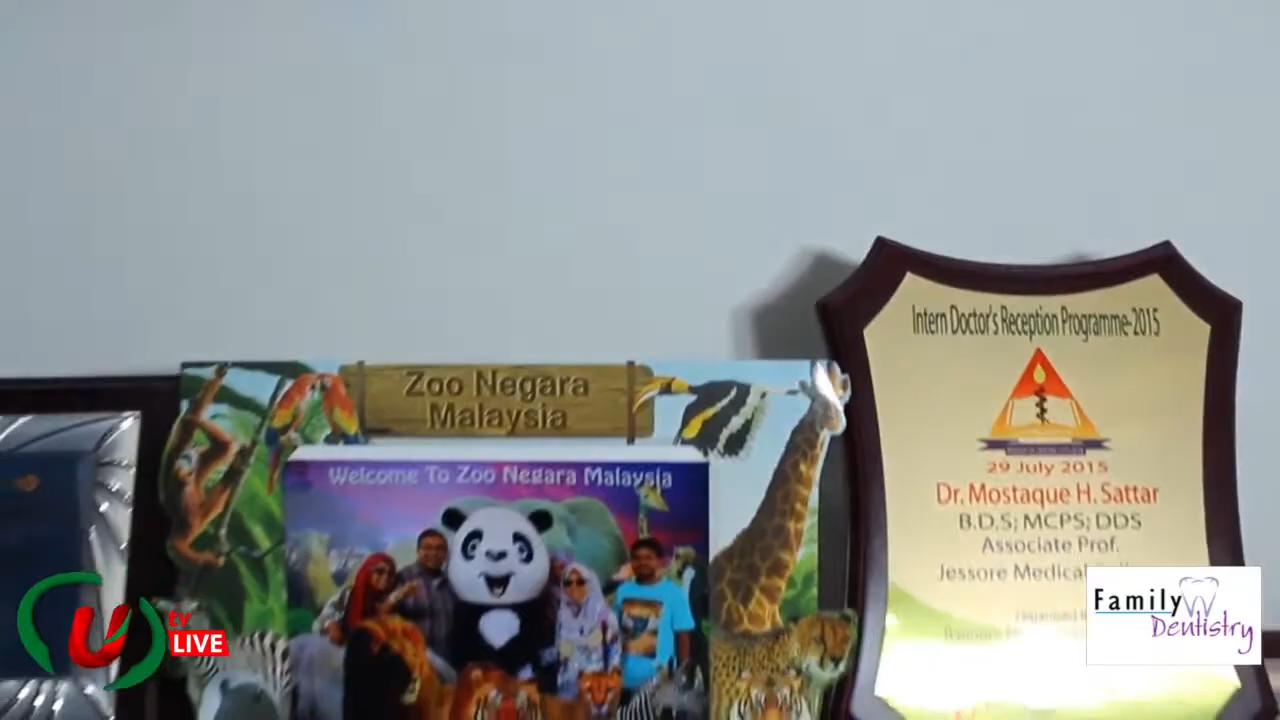 Zoo Negara
Malaysia
Welcome To Zoo Negara Malaysia
Intern Doctor's Reception Programme-2015
29 July 2015
Dr. Mostaque H. Sattar
B.D.S; MCPS; DDS
Associate Prof.
Jessore Medical
Family
Dentistry
tv
LIVE